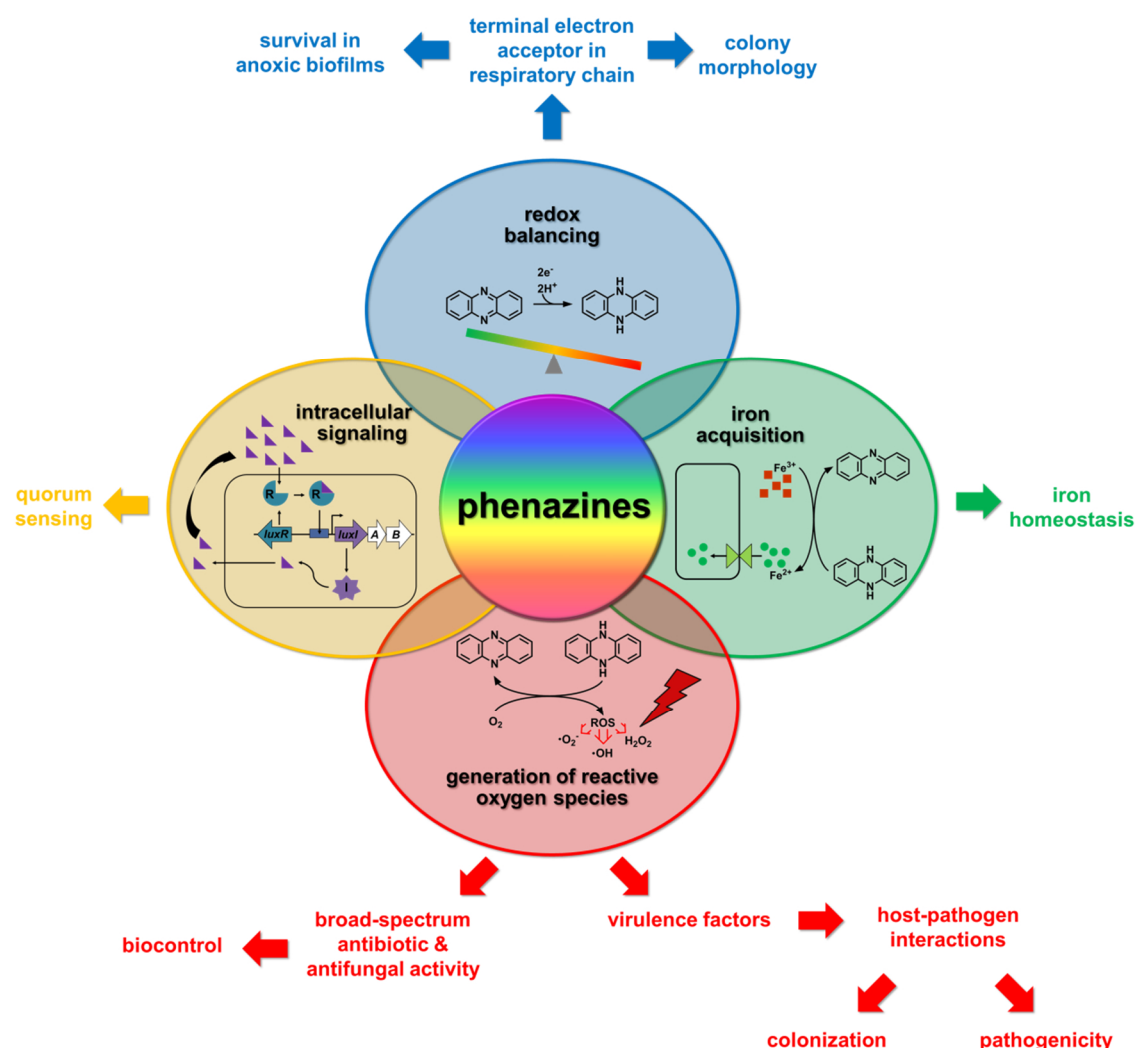 survival in
anoxic biofilms
terminal electron
acceptor in
respiratory chain
colony
morphology
redox
balancing
N
N
2e-
2H+
H
N
N
H
intracellular
signaling
R
R
luxR
luxI
A
B
I
quorum
sensing
phenazines
iron
acquisition
Fe3+
N
N
Fe2+
H
N
N
H
iron
homeostasis
N
N
H
N
N
H
O2
ROS
·O2-
H2O2
·OH
generation of reactive
oxygen species
broad-spectrum
antibiotic &
antifungal activity
biocontrol
virulence factors
host-pathogen
interactions
colonization
pathogenicity